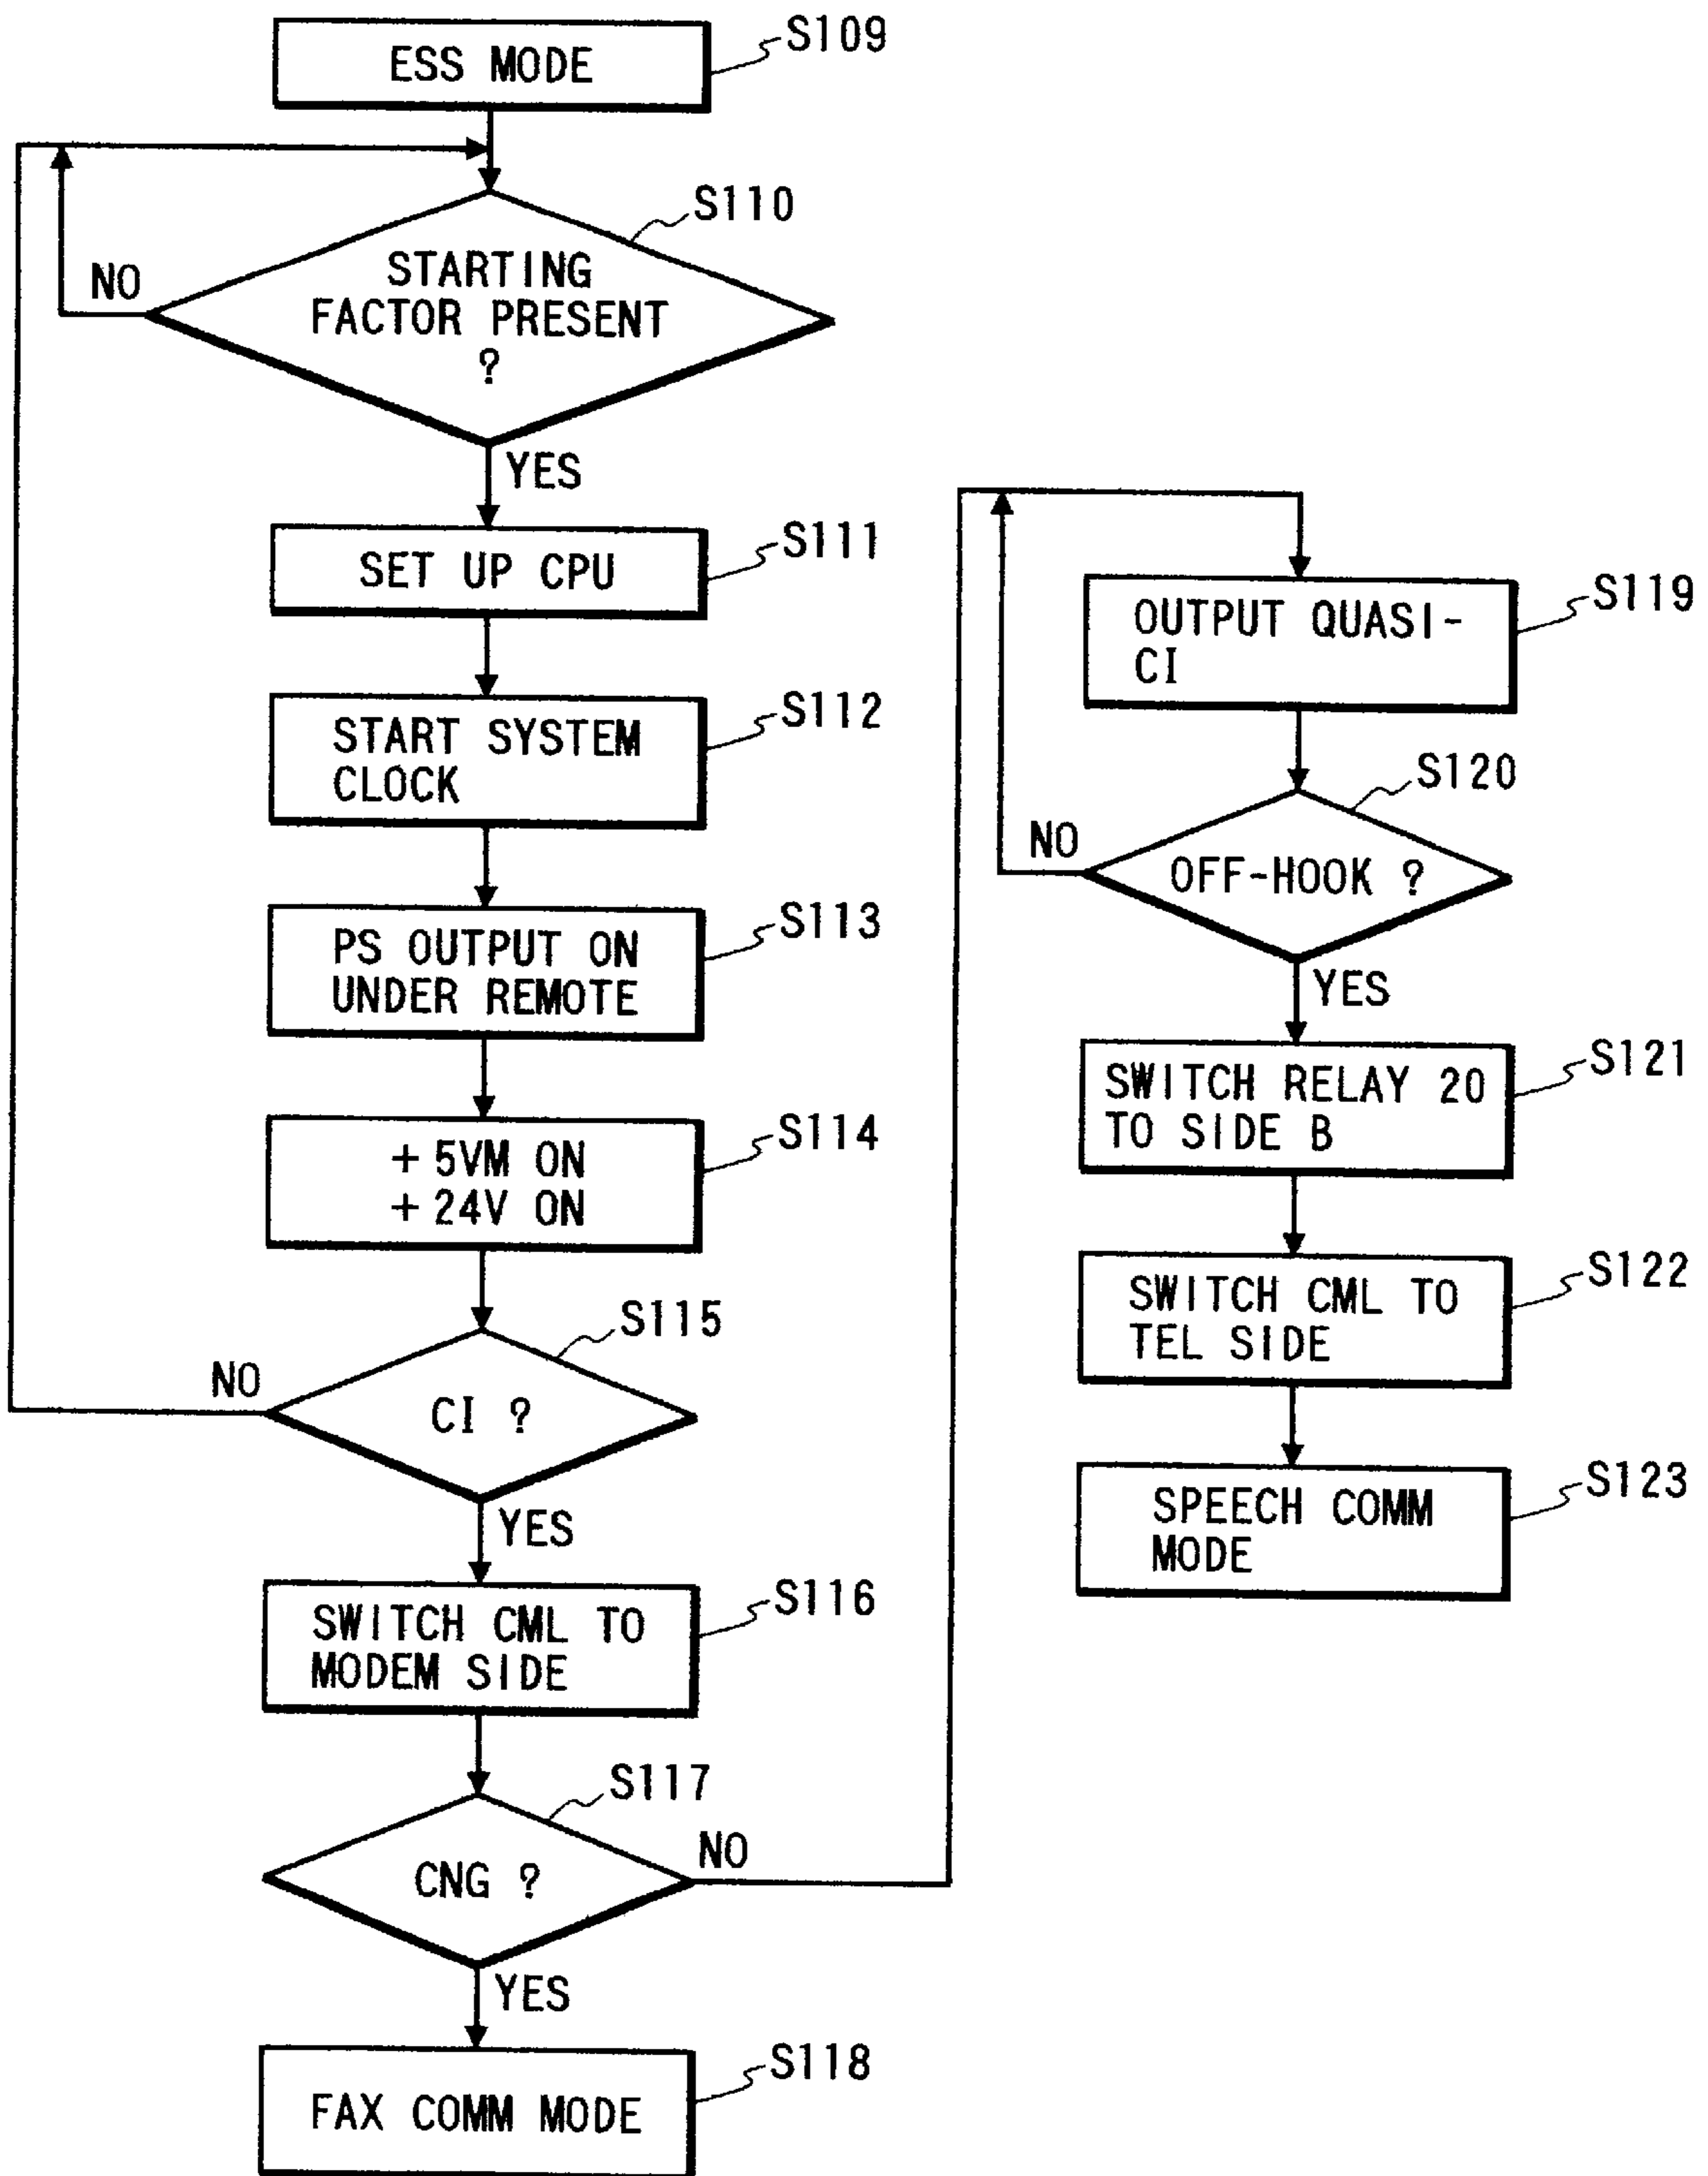 ESS MODE
S109
S110
STARTING
FACTOR PRESENT
?
NO
YES
SET UP CPU
S111
START SYSTEM
CLOCK
S112
PS OUTPUT ON
UNDER REMOTE
S113
+5VM ON
+24V ON
S114
S115
CI ?
NO
YES
SWITCH CML TO
MODEM SIDE
S116
S117
CNG ?
NO
YES
FAX COMM MODE
S118
OUTPUT QUASI-
CI
S119
S120
OFF-HOOK ?
NO
YES
SWITCH RELAY 20
TO SIDE B
S121
SWITCH CML TO
TEL SIDE
S122
SPEECH COMM
MODE
S123